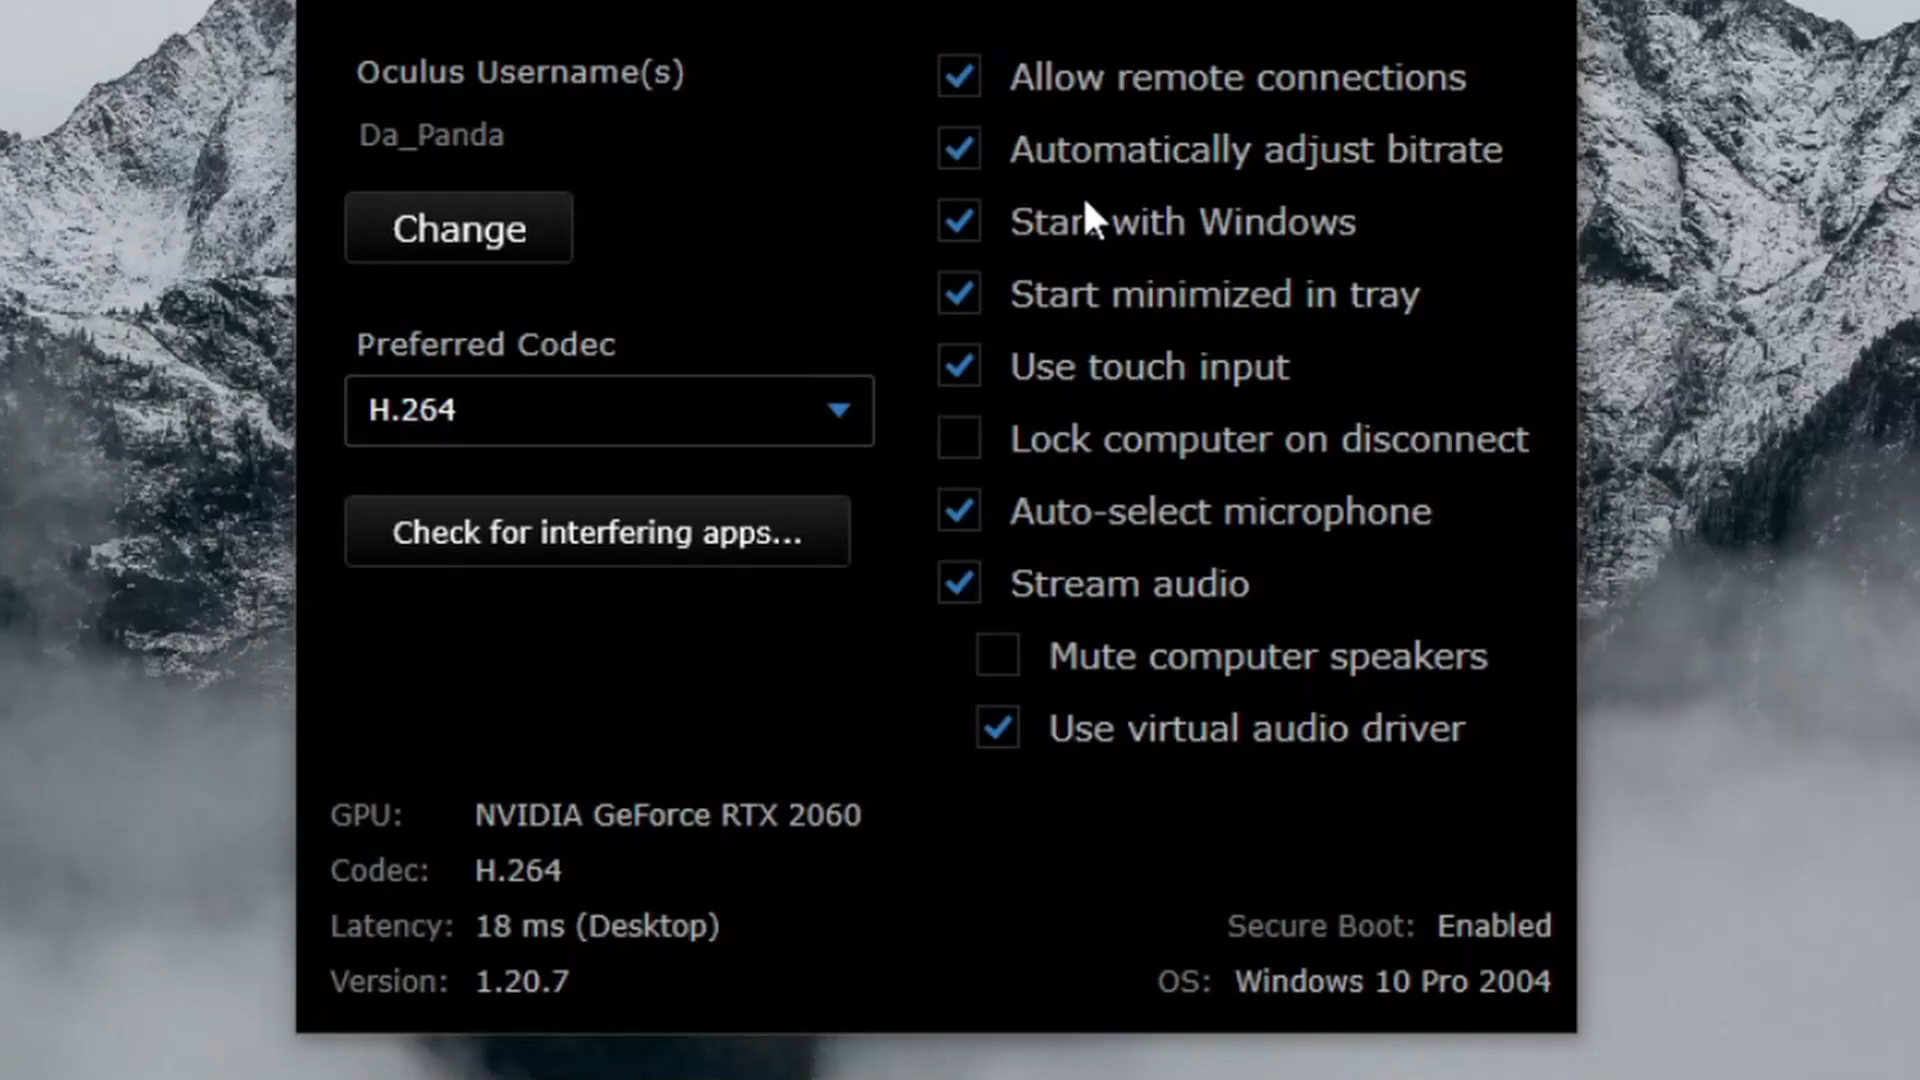 Oculus Username(s)
Da_Panda
Change
Preferred Codec
H.264
Check for interfering apps...
Allow remote connections
Automatically adjust bitrate
Start with Windows
Start minimized in tray
Use touch input
Lock computer on disconnect
Auto-select microphone
Stream audio
Mute computer speakers
Use virtual audio driver
GPU: NVIDIA GeForce RTX 2060
Codec: H.264
Latency: 18 ms (Desktop)
Version: 1.20.7
Secure Boot: Enabled
OS: Windows 10 Pro 2004